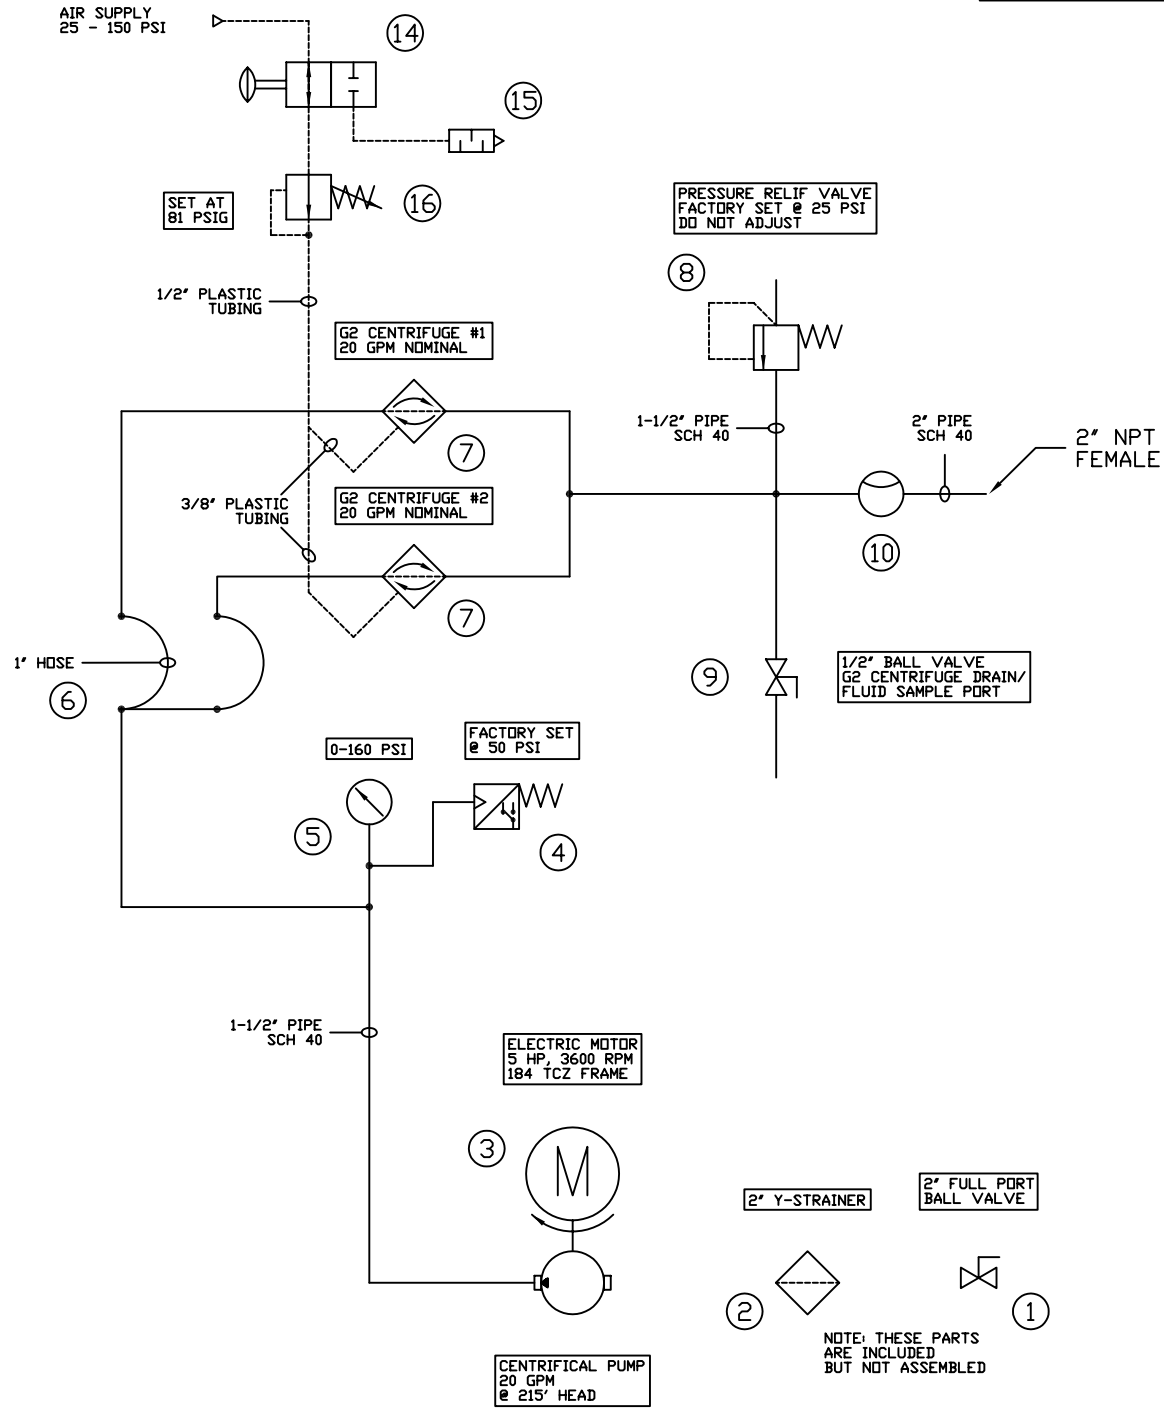 AIR SUPPLY
25 - 150 PSI
14
15
SET AT
81 PSIG
16
PRESSURE RELIF VALVE
FACTORY SET @ 25 PSI
DO NOT ADJUST
8
1/2" PLASTIC
TUBING
G2 CENTRIFUGE #1
20 GPM NOMINAL
1-1/2" PIPE
SCH 40
2" PIPE
SCH 40
2" NPT
FEMALE
7
3/8" PLASTIC
TUBING
G2 CENTRIFUGE #2
20 GPM NOMINAL
10
7
1" HOSE
6
9
1/2" BALL VALVE
G2 CENTRIFUGE DRAIN/
FLUID SAMPLE PORT
0-160 PSI
FACTORY SET
@ 50 PSI
5
4
1-1/2" PIPE
SCH 40
ELECTRIC MOTOR
5 HP, 3600 RPM
184 TCZ FRAME
3
M
2" Y-STRAINER
2" FULL PORT
BALL VALVE
2
1
NOTE: THESE PARTS
ARE INCLUDED
BUT NOT ASSEMBLED
CENTRIFICAL PUMP
20 GPM
@ 215' HEAD